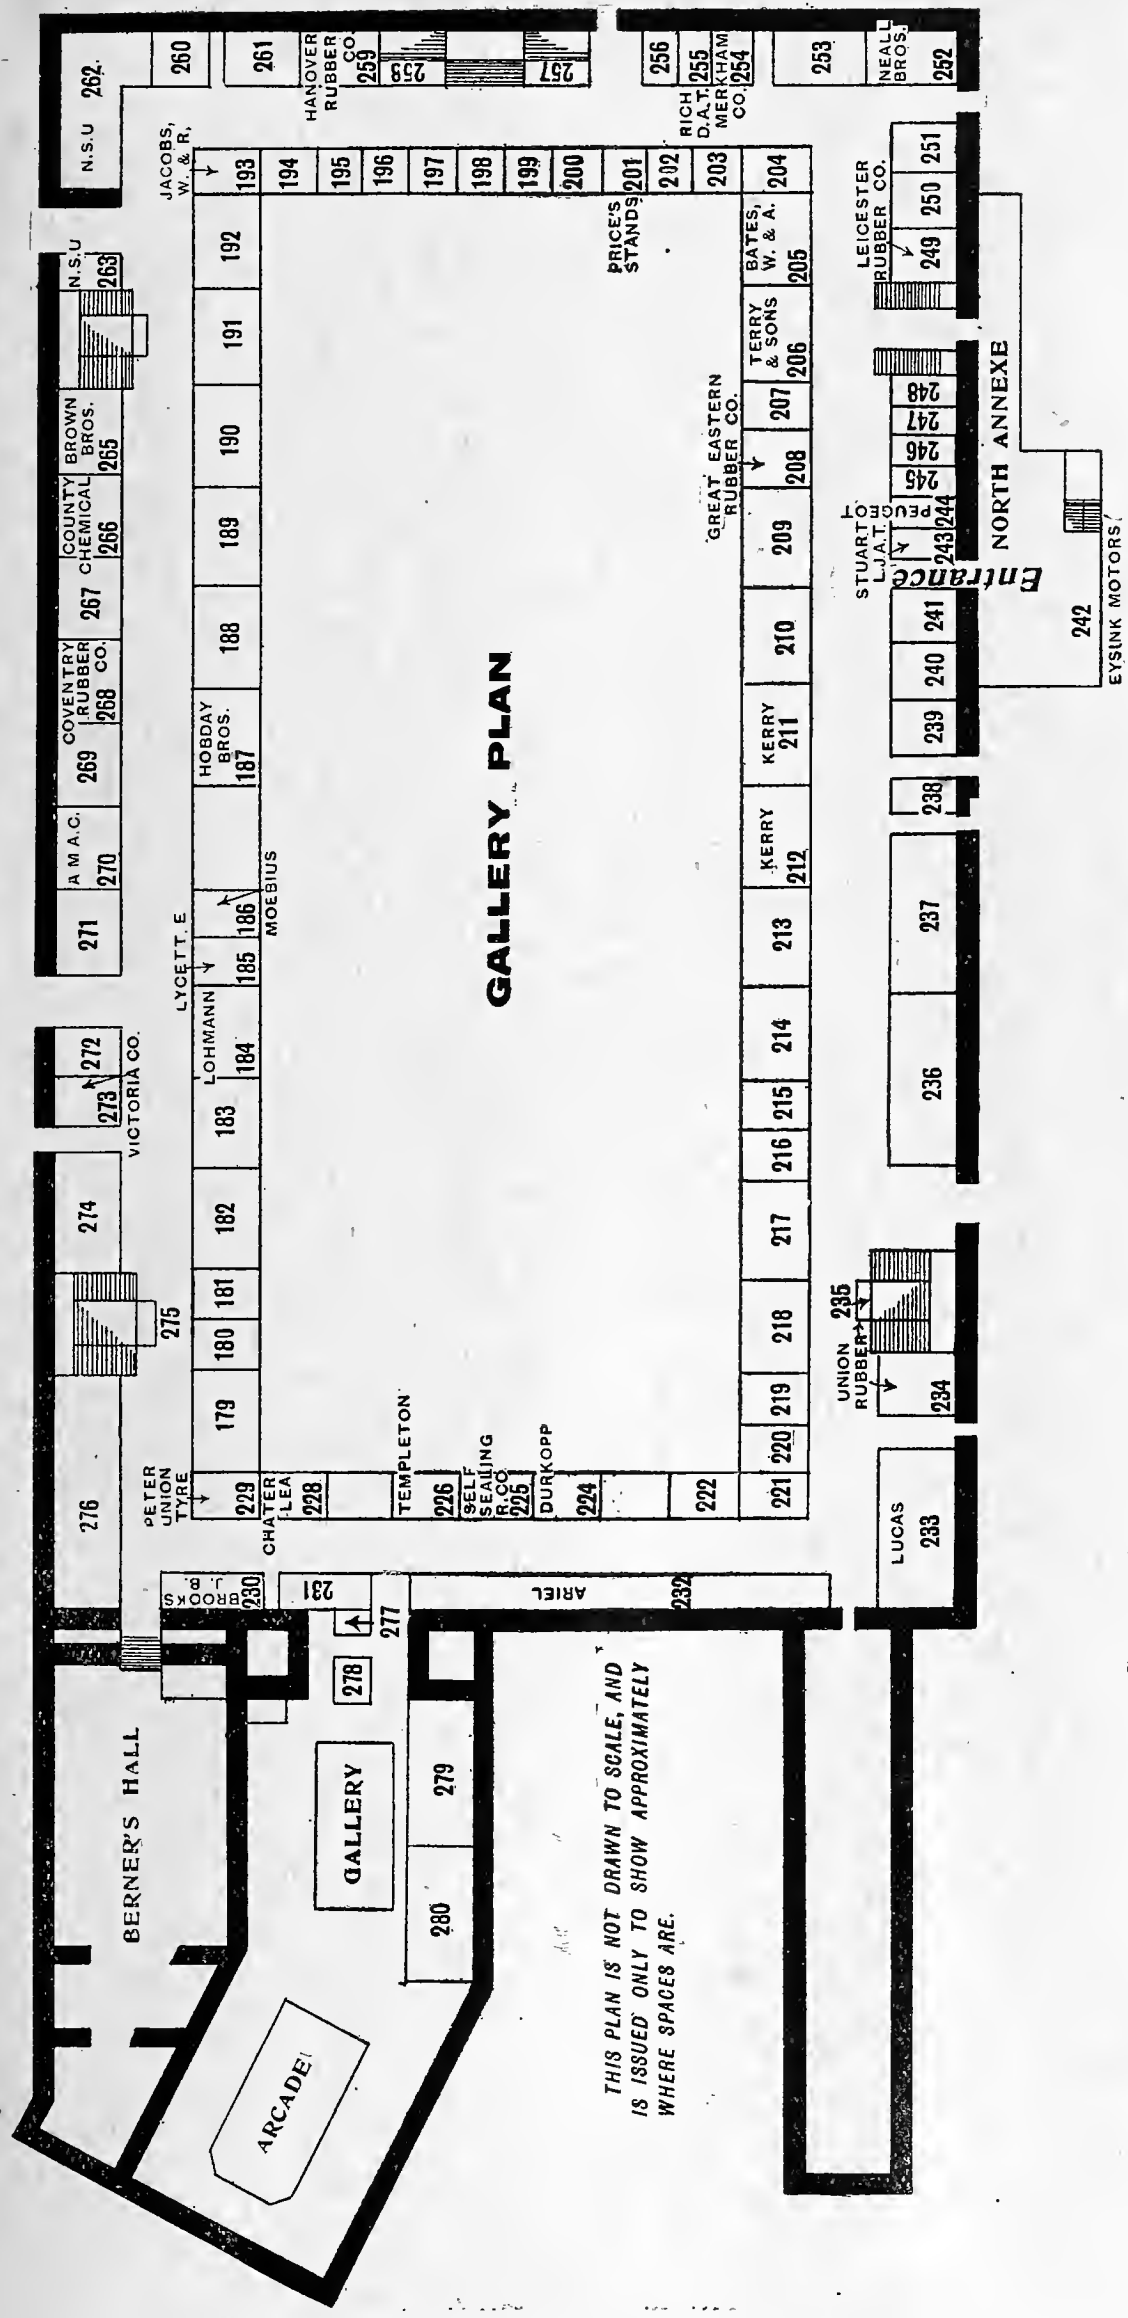 GALLERY PLAN
BERNER'S HALL
276
275
274
273
272
VICTORIA CO.
271
A M A.C.
270
269
COVENTRY
RUBBER
268 CO.
267
COUNTY
CHEMICAL
266
BROWN
BROS.
265
N.S.U
263
N.S.U
262
260
261
HANOVER
RUBBER
CO.
259
258
257
256
255
RICH
D.A.T.
MERKHAM
CO.
254
253
NEALL
BROS.
252
PETER
UNION
TYRE
229
179
180
181
182
183
LOHMANN
184
LYCETT. E
185
186
MOEBIUS
HOBDAY
BROS.
187
188
189
190
191
192
JACOBS,
W. & R,
193
194
195
196
197
198
199
200
201
PRICE'S
STANDS
202
203
204
CHATER
LEA
228
TEMPLETON
226
SELF
SEALING
R.CO.
225
DURKOPP
224
222
221
220
219
218
217
216
215
214
213
KERRY
212
KERRY
211
210
209
GREAT EASTERN
RUBBER CO.
208
207
TERRY
& SONS
206
BATES,
W. & A.
205
BROOKS
J. B.
230
231
277
278
ARIEL
232
LUCAS
233
UNION
RUBBER
234
235
236
237
238
239
240
241
Entrance
STUART
L.J.A.T.
243
PEUGEOT
244
245
246
247
248
LEICESTER
RUBBER CO.
249
250
251
NORTH ANNEXE
242
EYSINK MOTORS
GALLERY
279
280
ARCADE
THIS PLAN IS NOT DRAWN TO SCALE, AND
IS ISSUED ONLY TO SHOW APPROXIMATELY
WHERE SPACES ARE.